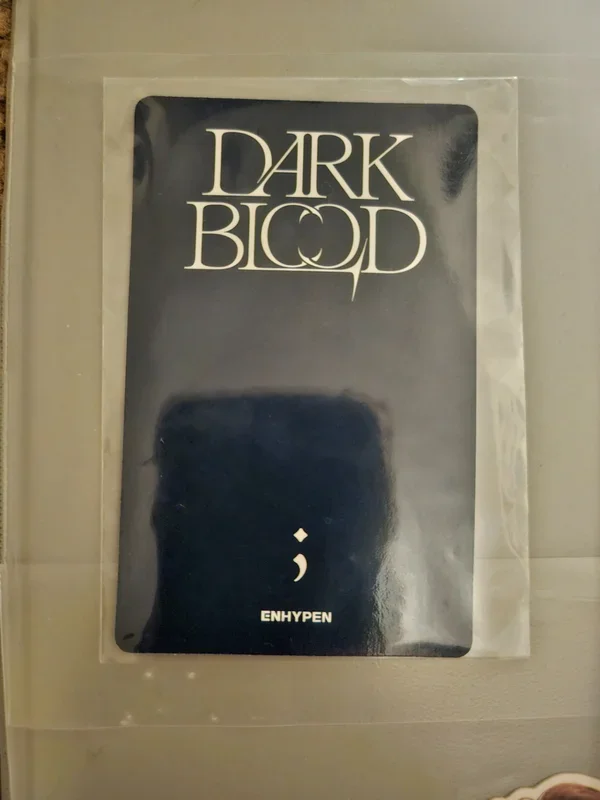 DARK
BLOOD
;
ENHYPEN